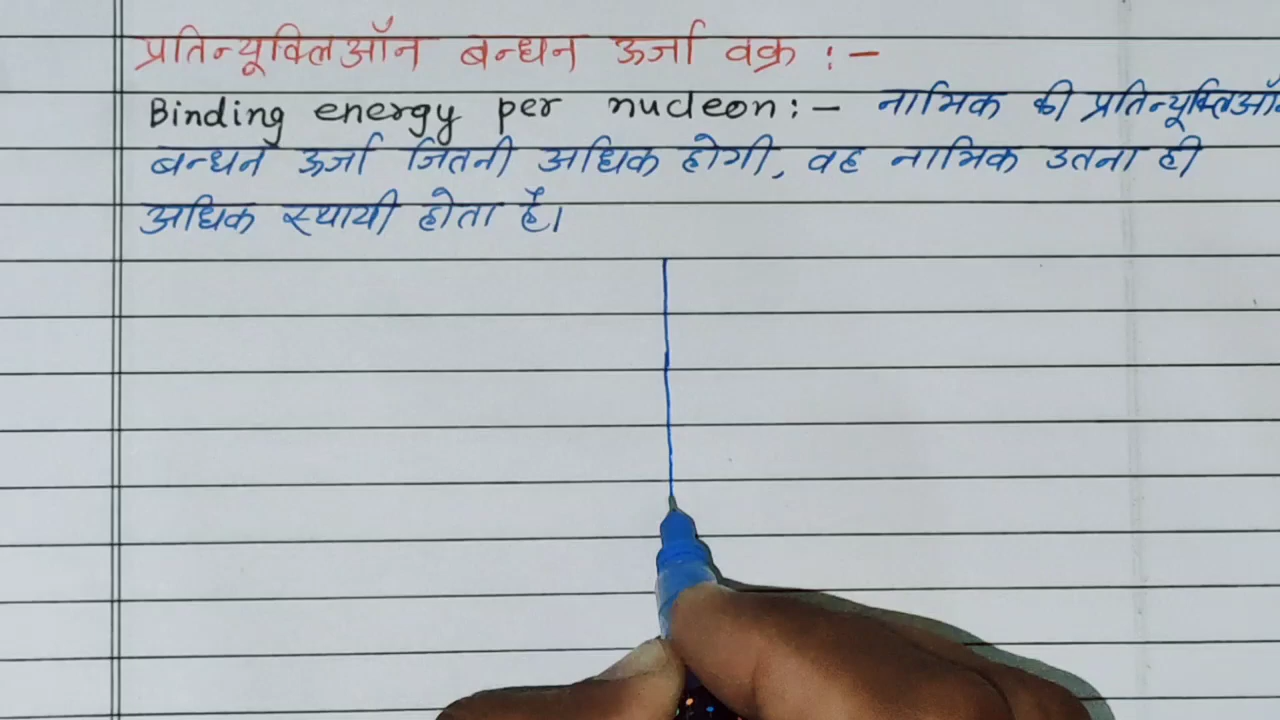 प्रतिन्यूक्लिऑन बन्धन ऊर्जा वक्र :-
Binding energy per nucleon :- नाभिक की प्रतिन्यूक्लिऑन
बन्धन ऊर्जा जितनी अधिक होगी, वह नाभिक उतना ही
अधिक स्थायी होता है।